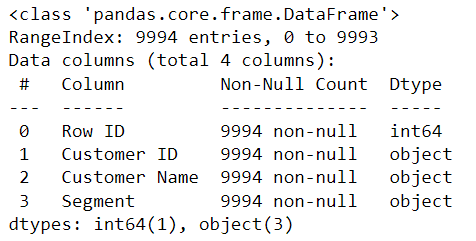 <class 'pandas.core.frame.DataFrame'>
RangeIndex: 9994 entries, 0 to 9993
Data columns (total 4 columns):
 #   Column         Non-Null Count  Dtype
---  ------         --------------  -----
 0   Row ID         9994 non-null   int64
 1   Customer ID    9994 non-null   object
 2   Customer Name  9994 non-null   object
 3   Segment        9994 non-null   object
dtypes: int64(1), object(3)